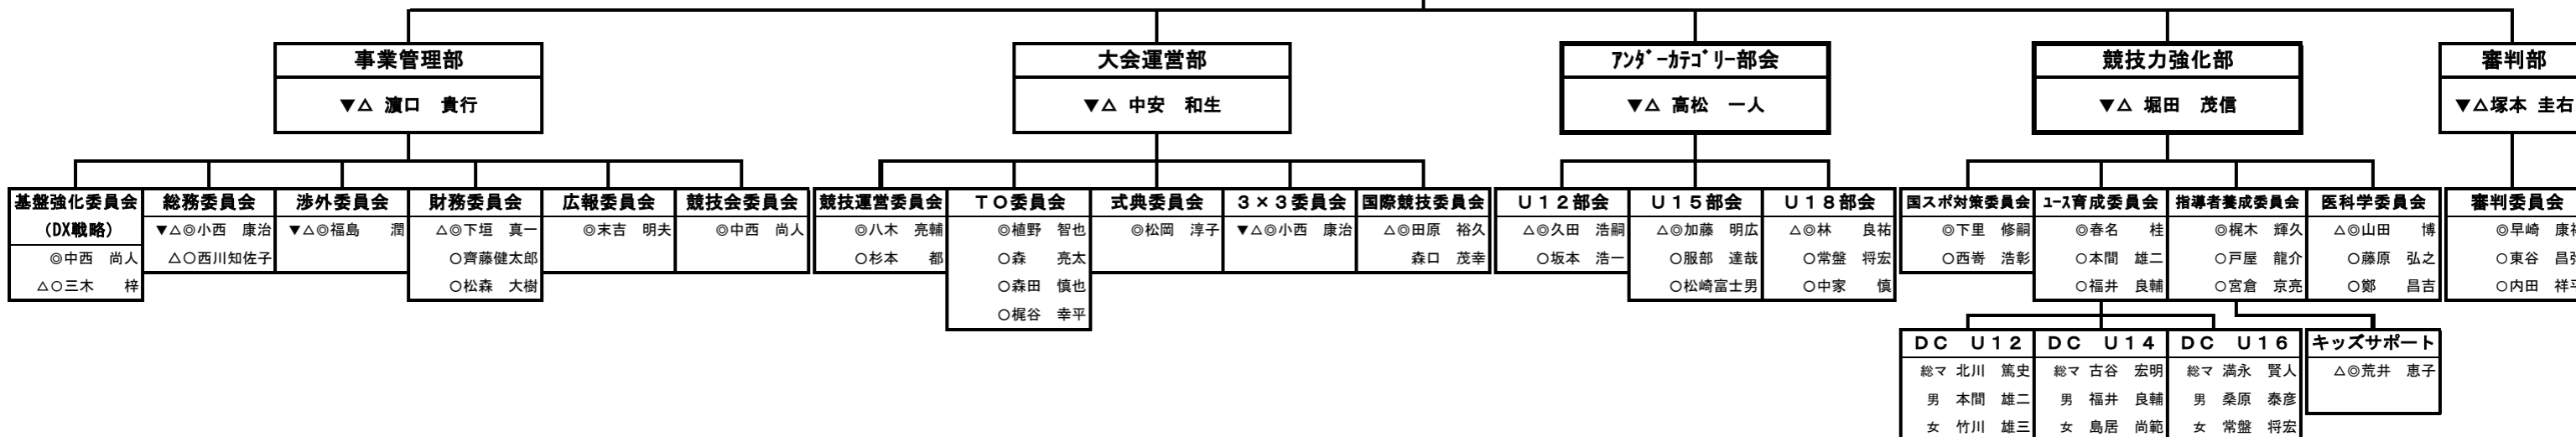 事業管理部
▼△ 濵口　貴行
大会運営部
▼△ 中安　和生
ｱﾝﾀﾞｰｶﾃｺﾞﾘｰ部会
▼△ 高松　一人
競技力強化部
▼△ 堀田　茂信
審判部
▼△塚本 圭右
基盤強化委員会
(DX戦略)
◎中西　尚人
△○三木　　梓
総務委員会
▼△◎小西　康治
△○西川知佐子
渉外委員会
▼△◎福島　　潤
財務委員会
△◎下垣　真一
○齊藤健太郎
○松森　大樹
広報委員会
◎末吉　明夫
競技会委員会
◎中西　尚人
競技運営委員会
◎八木　亮輔
○杉本　　都
ＴＯ委員会
◎植野　智也
○森　　亮太
○森田　慎也
○梶谷　幸平
式典委員会
◎松岡　淳子
３×３委員会
▼△◎小西　康治
国際競技委員会
△◎田原　裕久
森口　茂幸
Ｕ１２部会
△◎久田　浩嗣
○坂本　浩一
Ｕ１５部会
△◎加藤　明広
○服部　達哉
○松崎富士男
Ｕ１８部会
△◎林　　良祐
○常盤　将宏
○中家　　慎
国スポ対策委員会
◎下里　修嗣
○西嵜　浩彰
ﾕｰｽ育成委員会
◎春名　　桂
○本間　雄二
○福井　良輔
指導者養成委員会
◎梶木　輝久
○戸屋　龍介
○宮倉　京亮
医科学委員会
△◎山田　　博
○藤原　弘之
○鄭　　昌吉
審判委員会
◎早崎　康
○東谷　昌
○内田　祥
ＤＣ　Ｕ１２
総マ 北川　篤史
男　本間　雄二
女　竹川　雄三
ＤＣ　Ｕ１４
総マ 古谷　宏明
男　福井　良輔
女　島居　尚範
ＤＣ　Ｕ１６
総マ 満永　賢人
男　桑原　泰彦
女　常盤　将宏
キッズサポート
△◎荒井　恵子